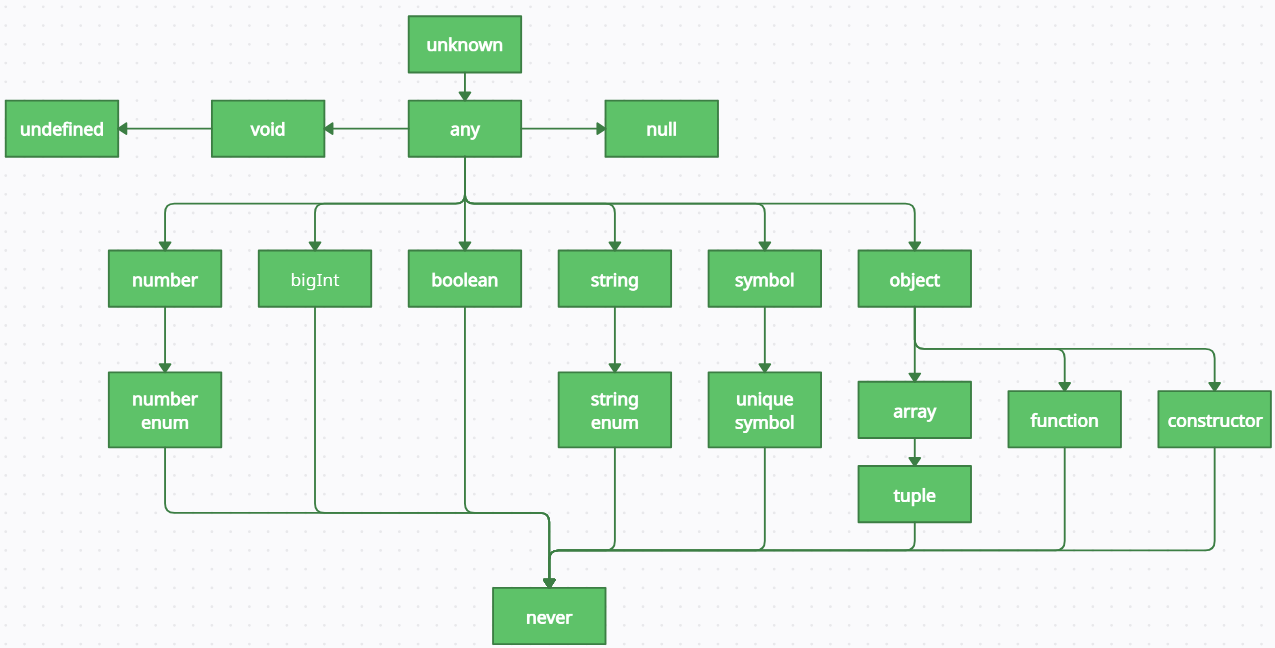 unknown
undefined
void
any
null
number
bigInt
boolean
string
symbol
object
number
enum
string
enum
unique
symbol
array
function
constructor
tuple
never